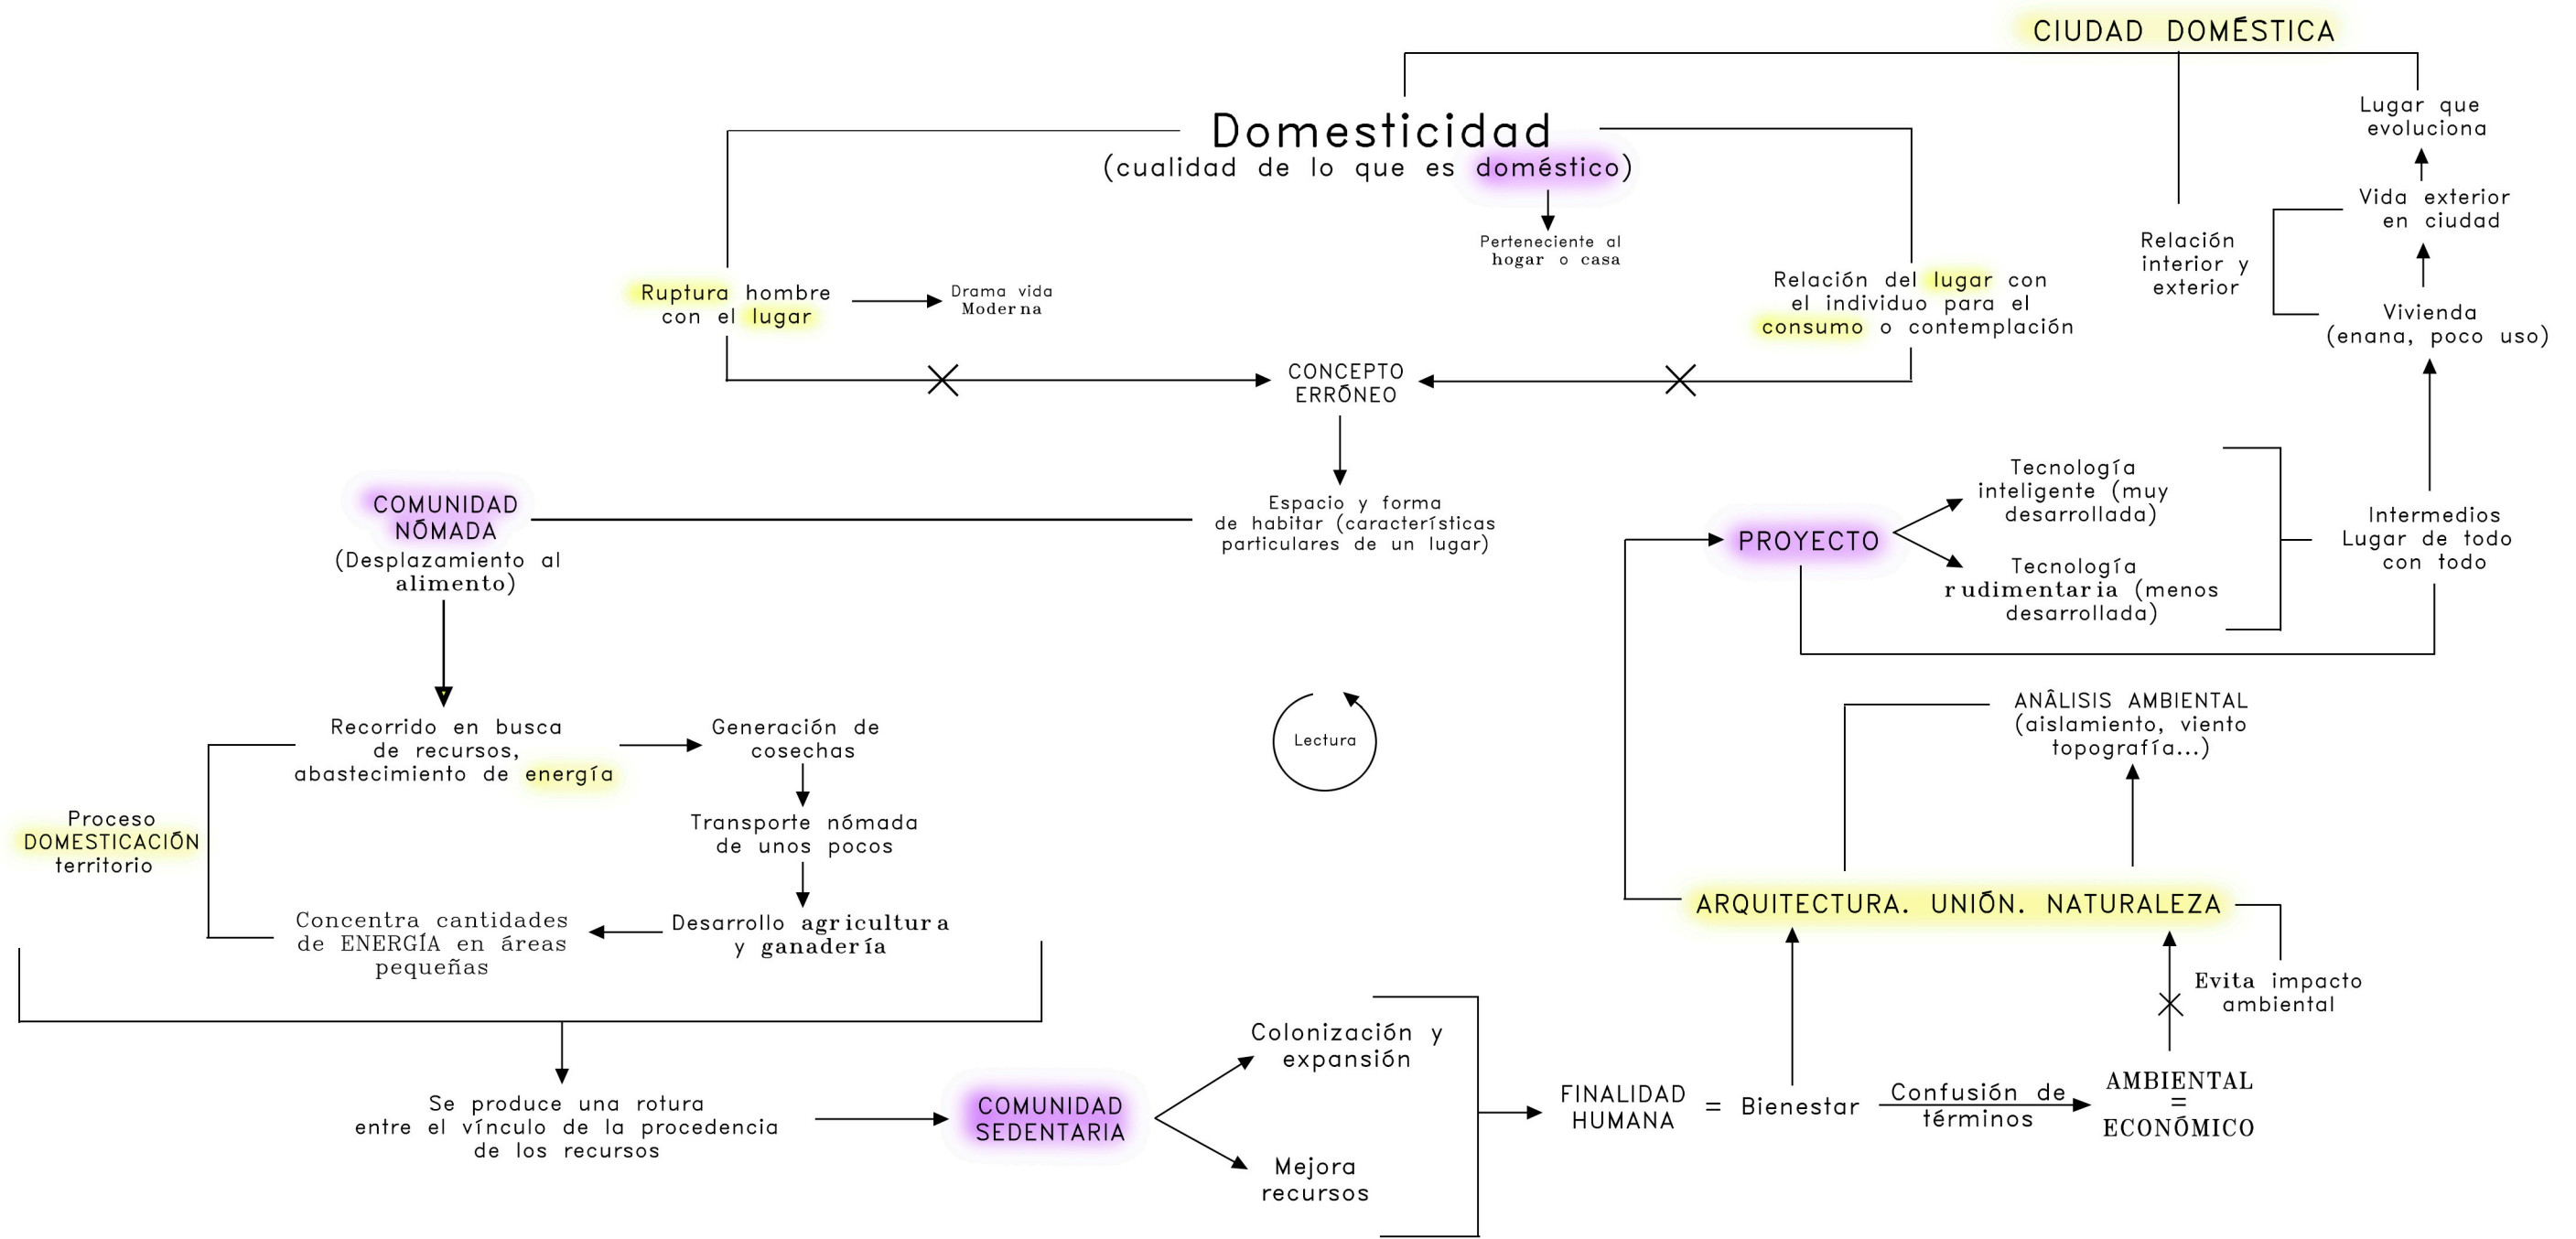 CIUDAD DOMÉSTICA
Domesticidad
(cualidad de lo que es doméstico)
Perteneciente al
hogar o casa
Ruptura hombre
con el lugar
Drama vida
Moderna
Relación del lugar con
el individuo para el
consumo o contemplación
CONCEPTO
ERRÓNEO
Espacio y forma
de habitar (características
particulares de un lugar)
COMUNIDAD
NÓMADA
(Desplazamiento al
alimento)
Recorrido en busca
de recursos,
abastecimiento de energía
Generación de
cosechas
Transporte nómada
de unos pocos
Desarrollo agricultura
y ganadería
Concentra cantidades
de ENERGÍA en áreas
pequeñas
Proceso
DOMESTICACIÓN
territorio
Se produce una rotura
entre el vínculo de la procedencia
de los recursos
COMUNIDAD
SEDENTARIA
Colonización y
expansión
Mejora
recursos
FINALIDAD
HUMANA
= Bienestar
Confusión de
términos
AMBIENTAL
=
ECONÓMICO
Evita impacto
ambiental
ARQUITECTURA. UNIÓN. NATURALEZA
ANÂLISIS AMBIENTAL
(aislamiento, viento
topografía...)
PROYECTO
Tecnología
inteligente (muy
desarrollada)
Tecnología
rudimentaria (menos
desarrollada)
Intermedios
Lugar de todo
con todo
Vivienda
(enana, poco uso)
Vida exterior
en ciudad
Lugar que
evoluciona
Relación
interior y
exterior
Lectura